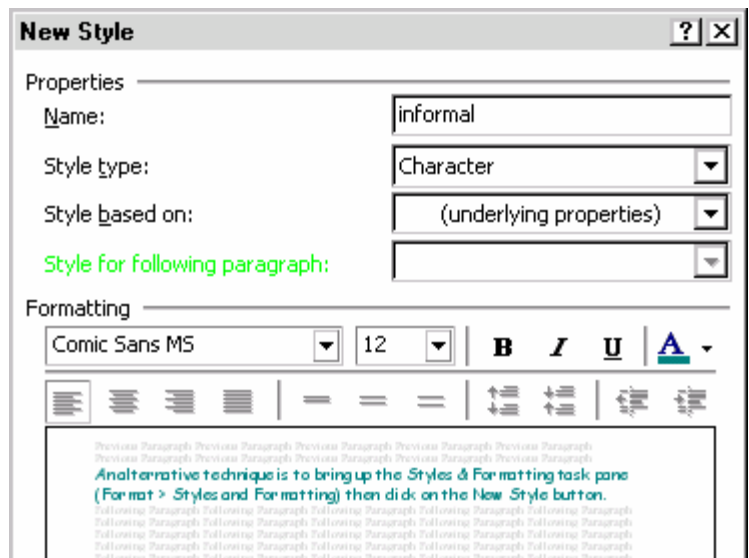 New Style
Properties
Name: informal
Style type: Character
Style based on: (underlying properties)
Style for following paragraph:
Formatting
Comic Sans MS 12 B I U A
Previous Paragraph Previous Paragraph Previous Paragraph Previous Paragraph Previous Paragraph
Previous Paragraph Previous Paragraph Previous Paragraph Previous Paragraph Previous Paragraph
An alternative technique is to bring up the Styles & Formatting task pane
(Format > Styles and Formatting) then click on the New Style button.
Following Paragraph Following Paragraph Following Paragraph Following Paragraph Following Paragraph
Following Paragraph Following Paragraph Following Paragraph Following Paragraph Following Paragraph
Following Paragraph Following Paragraph Following Paragraph Following Paragraph Following Paragraph
Following Paragraph Following Paragraph Following Paragraph Following Paragraph Following Paragraph